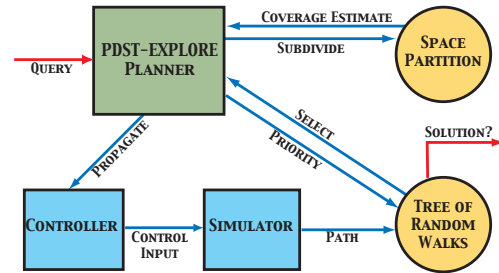 COVERAGE ESTIMATE
PDST-EXPLORE
PLANNER
SPACE
PARTITION
SUBDIVIDE
QUERY
SELECT
PRIORITY
SOLUTION?
PROPAGATE
CONTROLLER
SIMULATOR
TREE OF
RANDOM
WALKS
CONTROL
INPUT
PATH